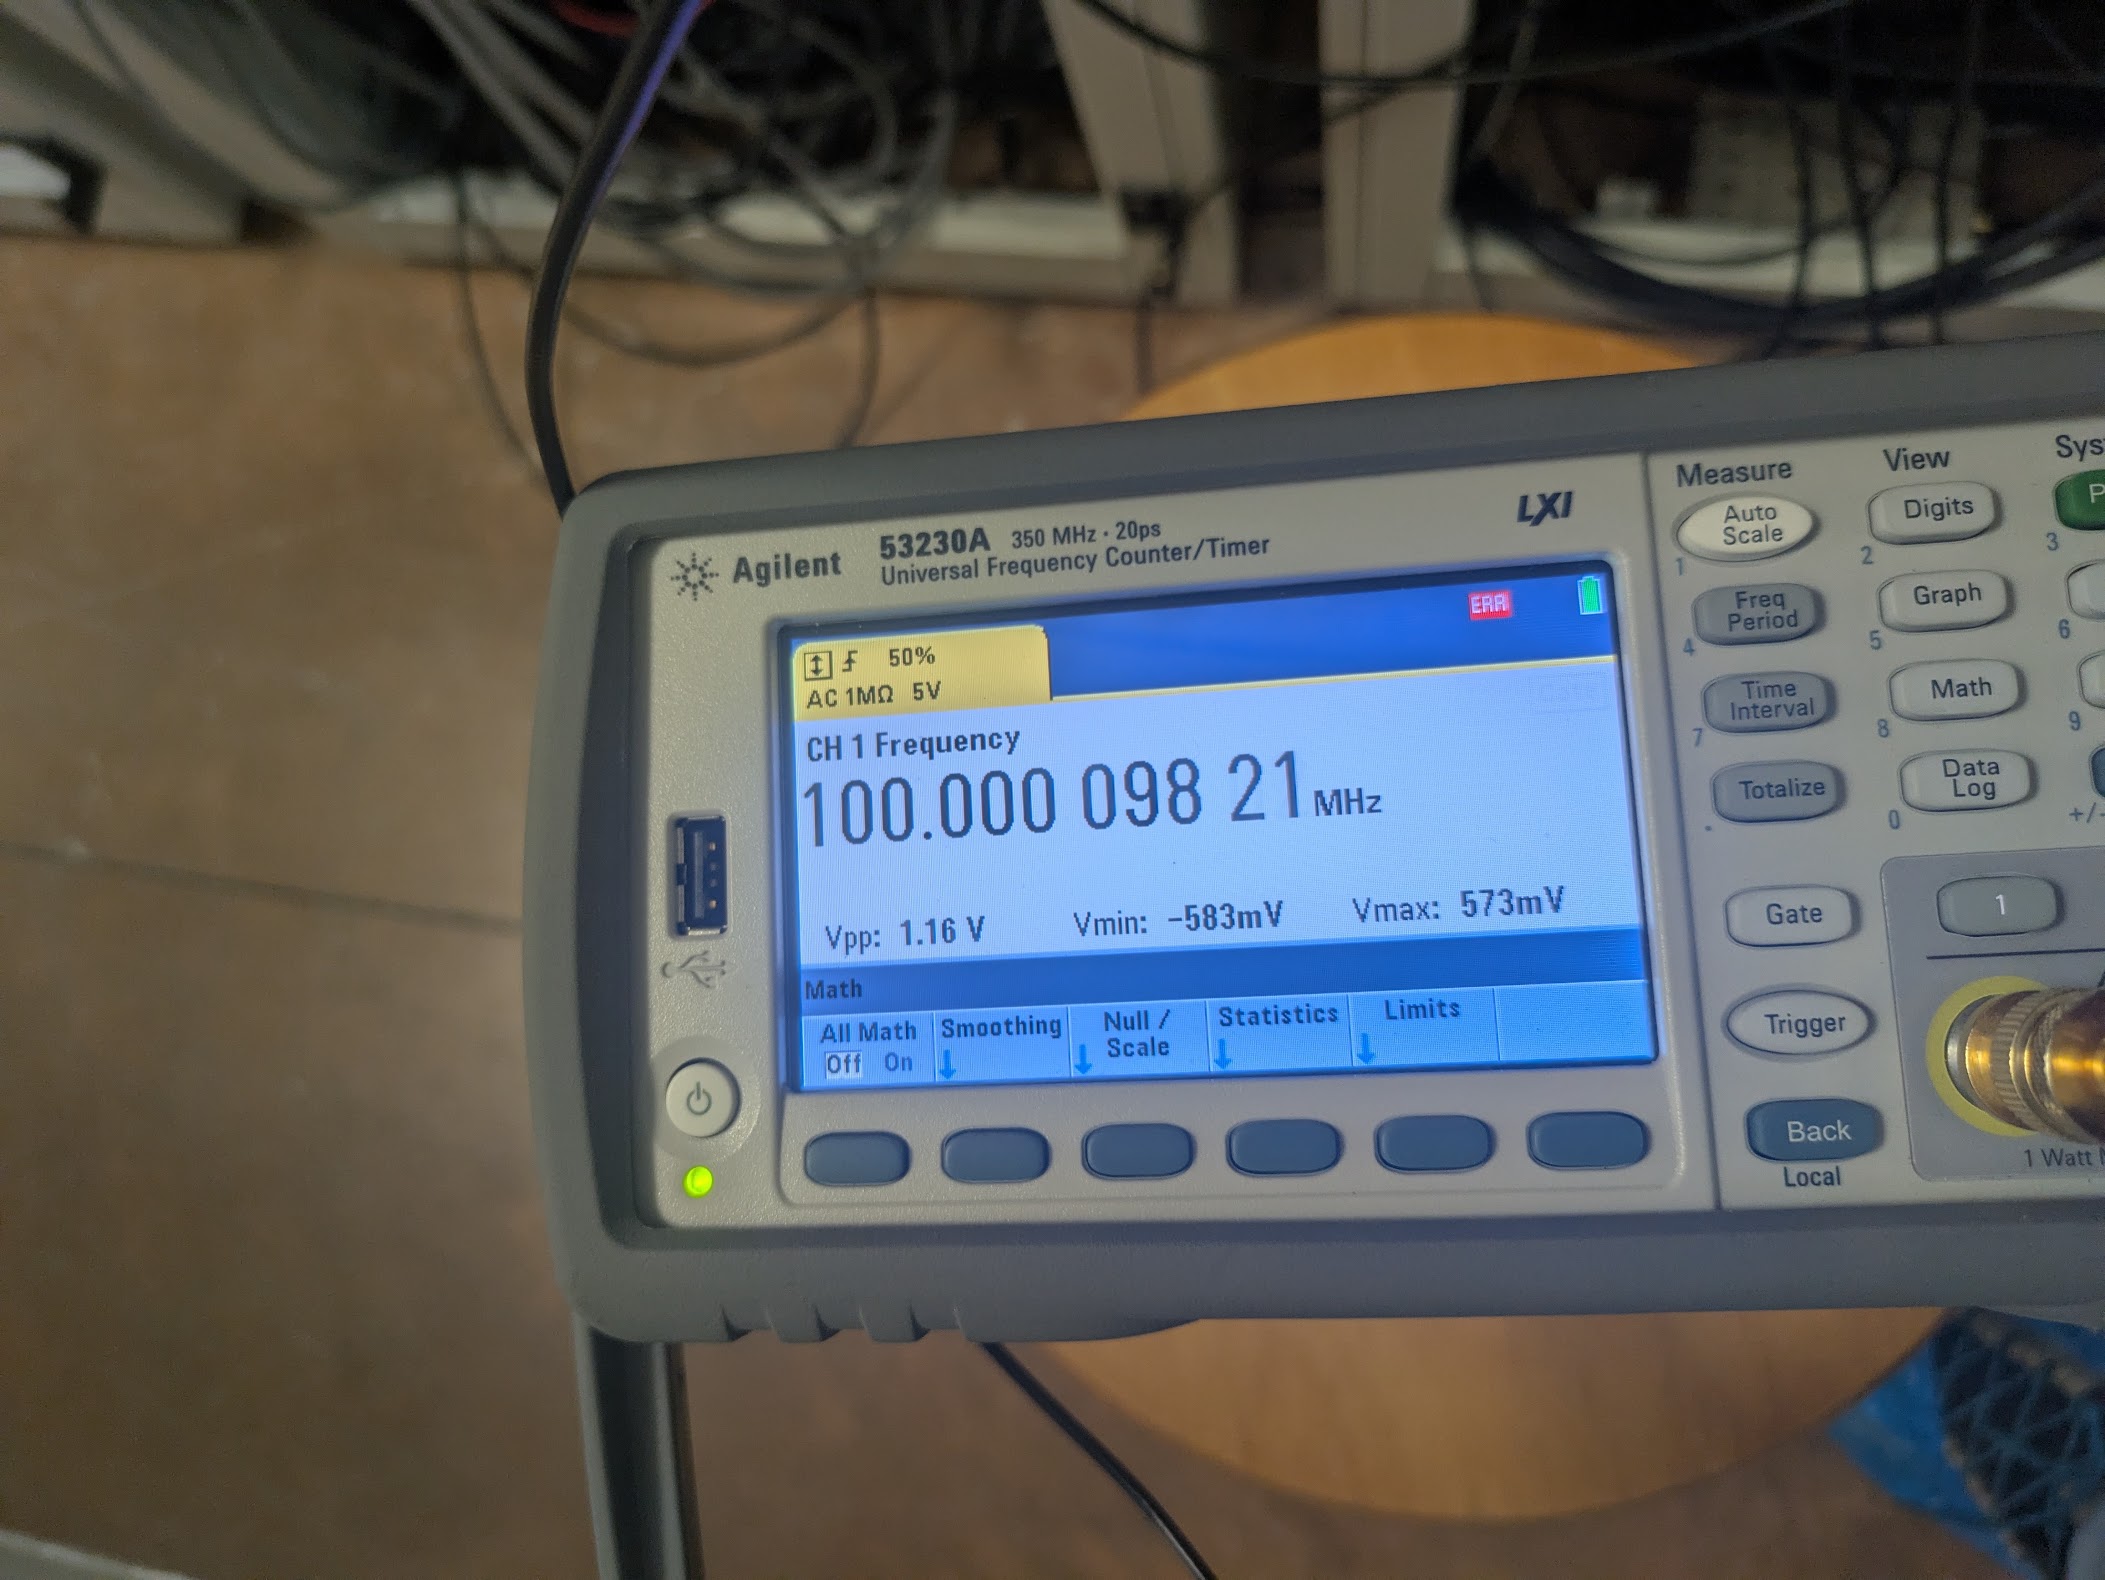 Agilent
53230A 350 MHz · 20ps
Universal Frequency Counter/Timer
LXI
ERR
50%
AC 1MΩ 5V
CH 1 Frequency
100.000 098 21 MHz
Vpp: 1.16 V Vmin: -583mV Vmax: 573mV
Math
All Math
Off On
Smoothing
Null /
Scale
Statistics
Limits
Measure
Auto
Scale
1
Freq
Period
4
Time
Interval
7
Totalize
.
Gate
Trigger
Back
Local
View
Digits
2
Graph
5
Math
8
Data
Log
0
1
1 Watt
Sys
P
3
6
9
+/-